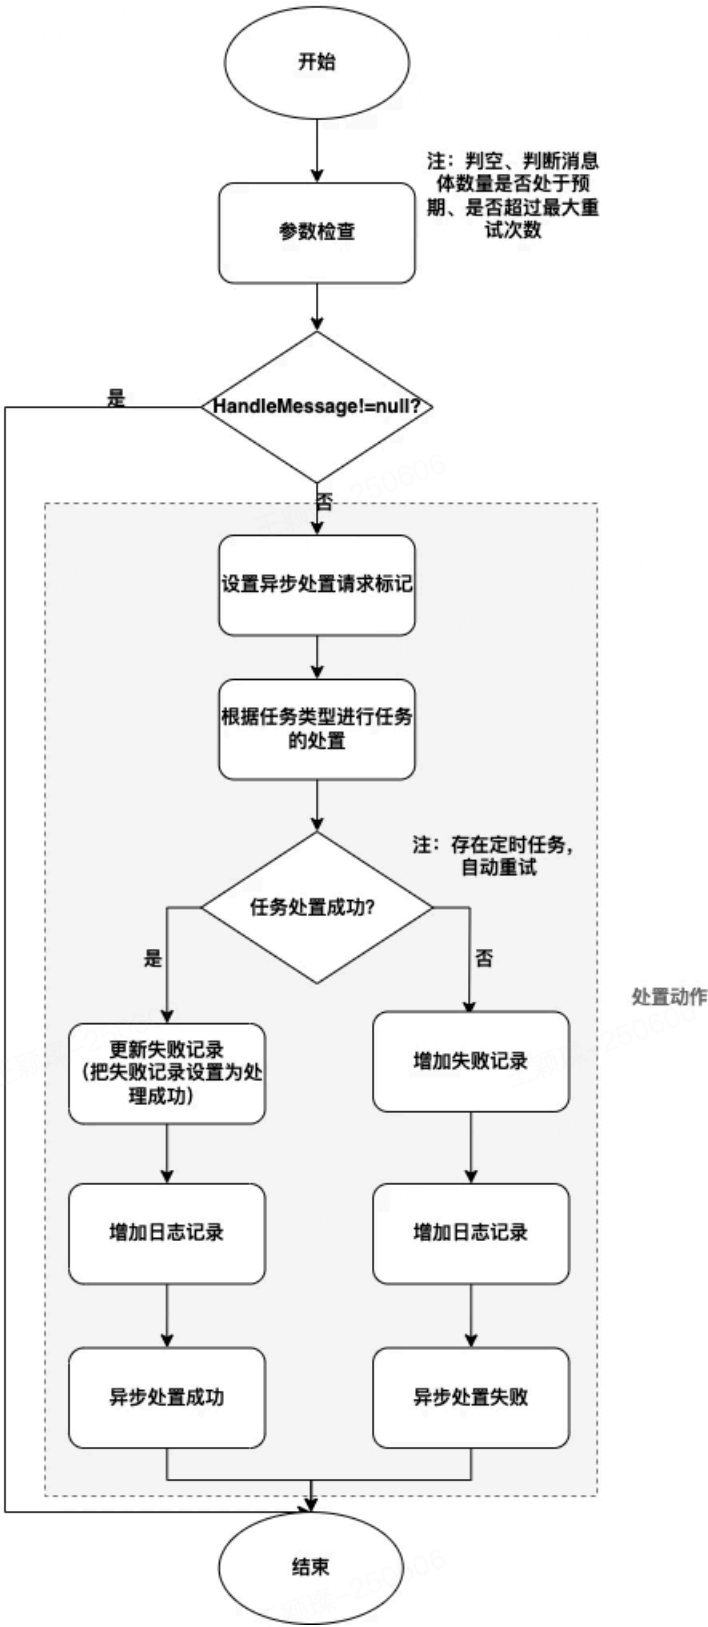 开始
注：判空、判断消息
体数量是否处于预
期、是否超过最大重
试次数
参数检查
HandleMessage!=null?
是
否
设置异步处置请求标记
根据任务类型进行任务
的处置
注：存在定时任务，
自动重试
任务处置成功?
是
否
处置动作
更新失败记录
（把失败记录设置为处
理成功）
增加失败记录
增加日志记录
增加日志记录
异步处置成功
异步处置失败
结束